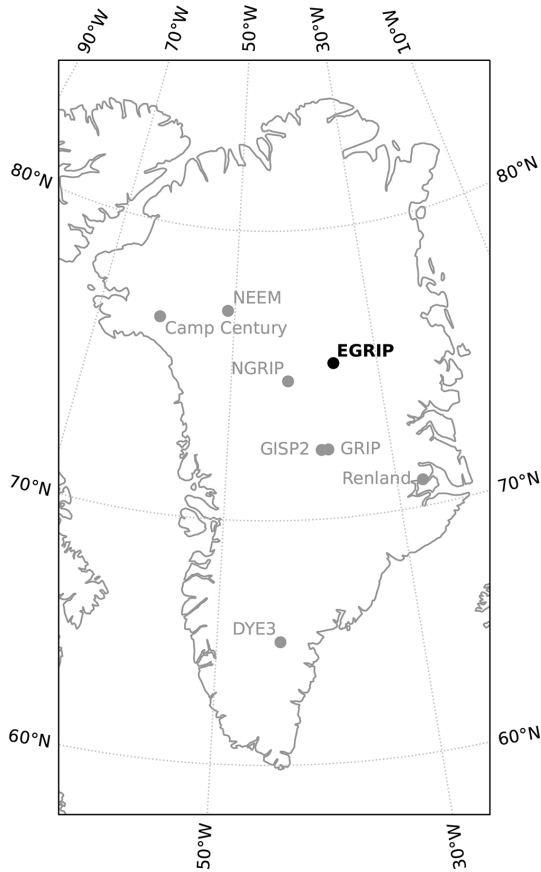 90°W
70°W
50°W
30°W
10°W
80°N
80°N
NEEM
Camp Century
EGRIP
NGRIP
GISP2
GRIP
Renland
70°N
70°N
DYE3
60°N
60°N
50°W
30°W